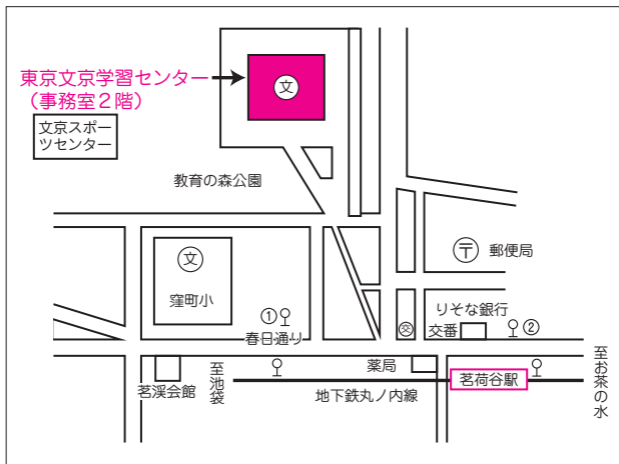 東京文京学習センター
（事務室２階）
文
文京スポー
ツセンター
教育の森公園
文
窪町小
〒
郵便局
りそな銀行
①
春日通り
交
交番
②
薬局
茗渓会館
至池袋
地下鉄丸ノ内線
茗荷谷駅
至お茶の水